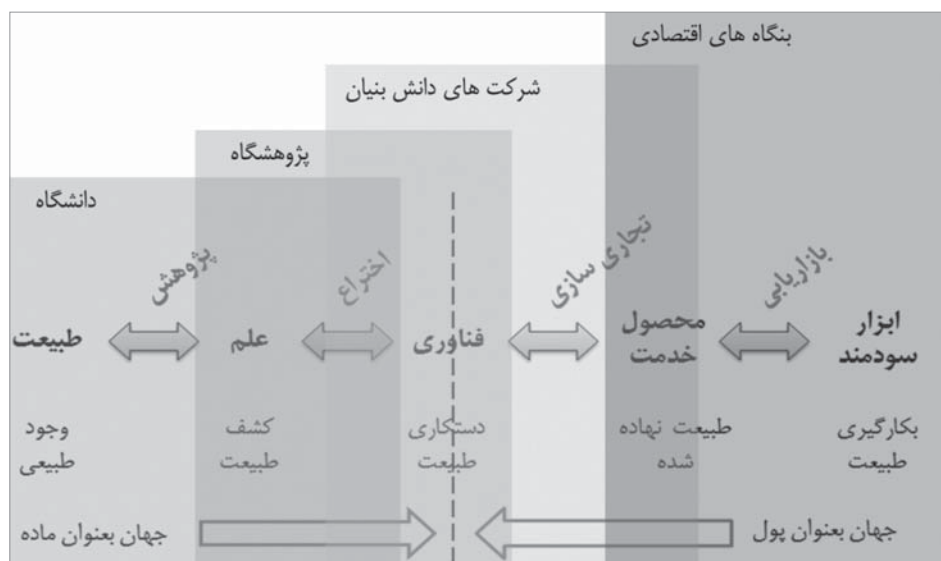 بنگاه های اقتصادی
شرکت های دانش بنیان
پژوهشگاه
دانشگاه
بازاریابی
تجاری سازی
اختراع
پژوهش
ابزار
سودمند
محصول
خدمت
فناوری
علم
طبیعت
بکارگیری
طبیعت
طبیعت نهاده
شده
دستکاری
طبیعت
کشف
طبیعت
وجود
طبیعی
جهان بعنوان پول
جهان بعنوان ماده